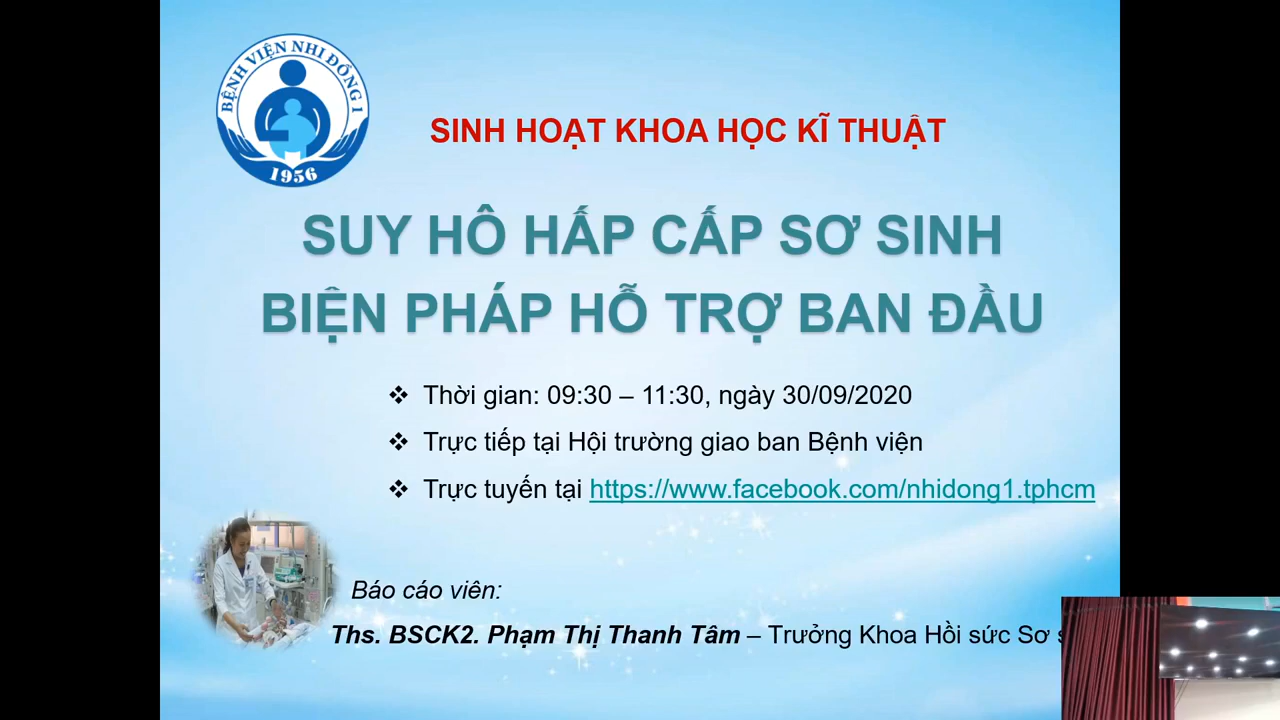 BỆNH VIỆN NHI ĐỒNG 1
1956
SINH HOẠT KHOA HỌC KĨ THUẬT
SUY HÔ HẤP CẤP SƠ SINH
BIỆN PHÁP HỖ TRỢ BAN ĐẦU
❖ Thời gian: 09:30 – 11:30, ngày 30/09/2020
❖ Trực tiếp tại Hội trường giao ban Bệnh viện
❖ Trực tuyến tại https://www.facebook.com/nhidong1.tphcm
Báo cáo viên:
Ths. BSCK2. Phạm Thị Thanh Tâm – Trưởng Khoa Hồi sức Sơ